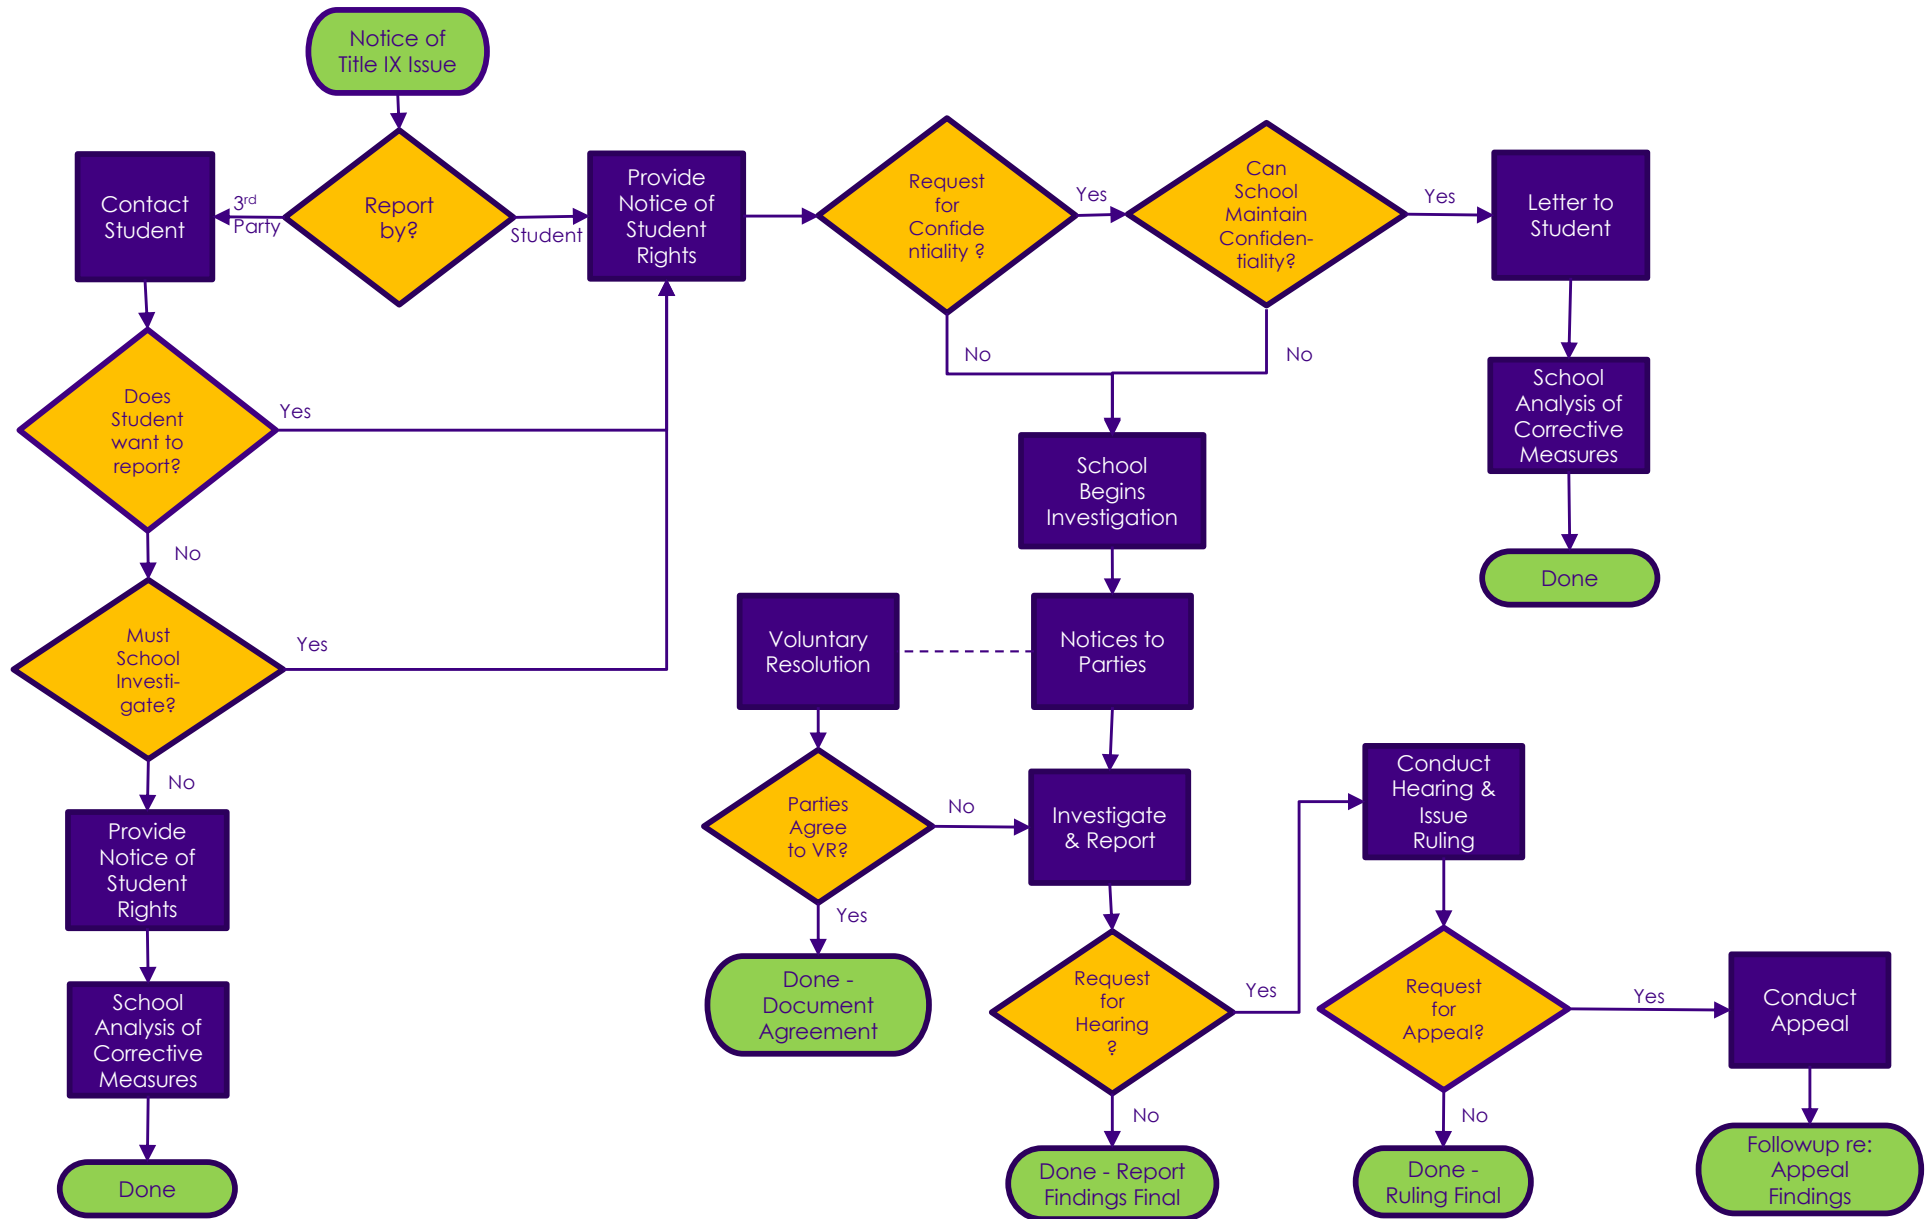 Notice of
Title IX Issue
Report
by?
3rd
Party
Student
Contact
Student
Provide
Notice of
Student
Rights
Request
for
Confide
ntiality ?
Yes
No
Can
School
Maintain
Confiden-
tiality?
Yes
No
Letter to
Student
School
Analysis of
Corrective
Measures
Done
Does
Student
want to
report?
Yes
No
Must
School
Investi-
gate?
Yes
No
Provide
Notice of
Student
Rights
School
Analysis of
Corrective
Measures
Done
School
Begins
Investigation
Notices to
Parties
Voluntary
Resolution
Parties
Agree
to VR?
No
Yes
Done -
Document
Agreement
Investigate
& Report
Request
for
Hearing
?
Yes
No
Done - Report
Findings Final
Conduct
Hearing &
Issue
Ruling
Request
for
Appeal?
Yes
No
Done -
Ruling Final
Conduct
Appeal
Followup re:
Appeal
Findings